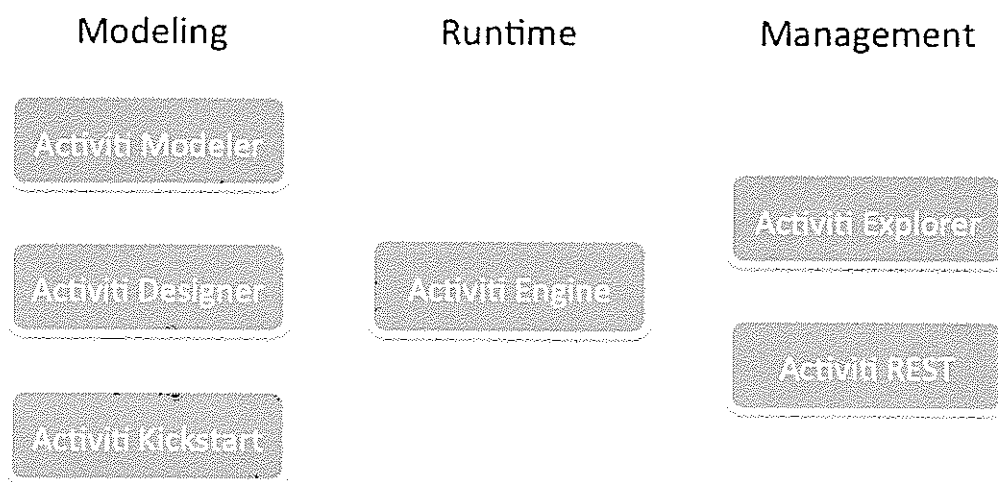 Modeling
Runtime
Management
Activiti Modeler
Activiti Designer
Activiti Kickstart
Activiti Engine
Activiti Explorer
Activiti REST